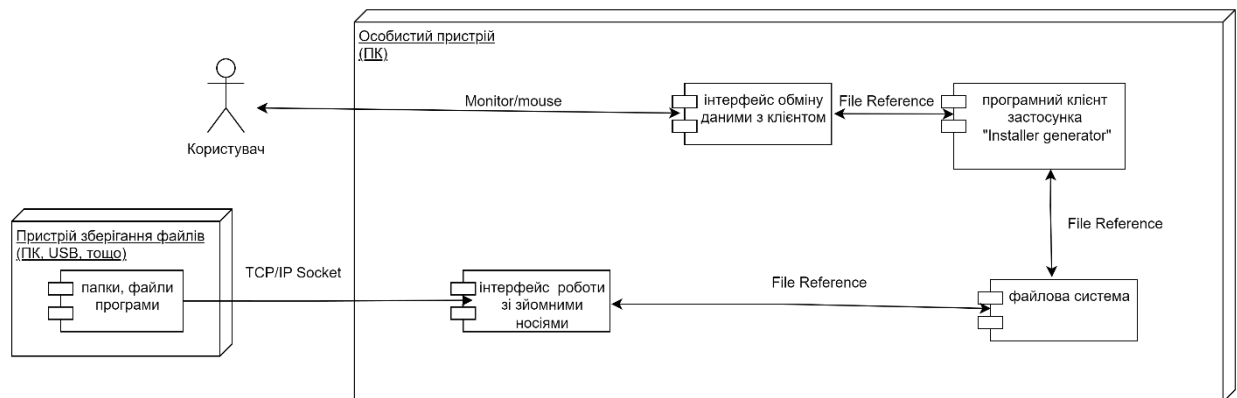 Особистий пристрій
(ПК)
Monitor/mouse
інтерфейс обміну
даними з клієнтом
File Reference
програмний клієнт
застосунка
"Installer generator"
Користувач
File Reference
Пристрій зберігання файлів
(ПК, USB, тощо)
TCP/IP Socket
папки, файли
програми
інтерфейс роботи
зі зйомними
носіями
File Reference
файлова система